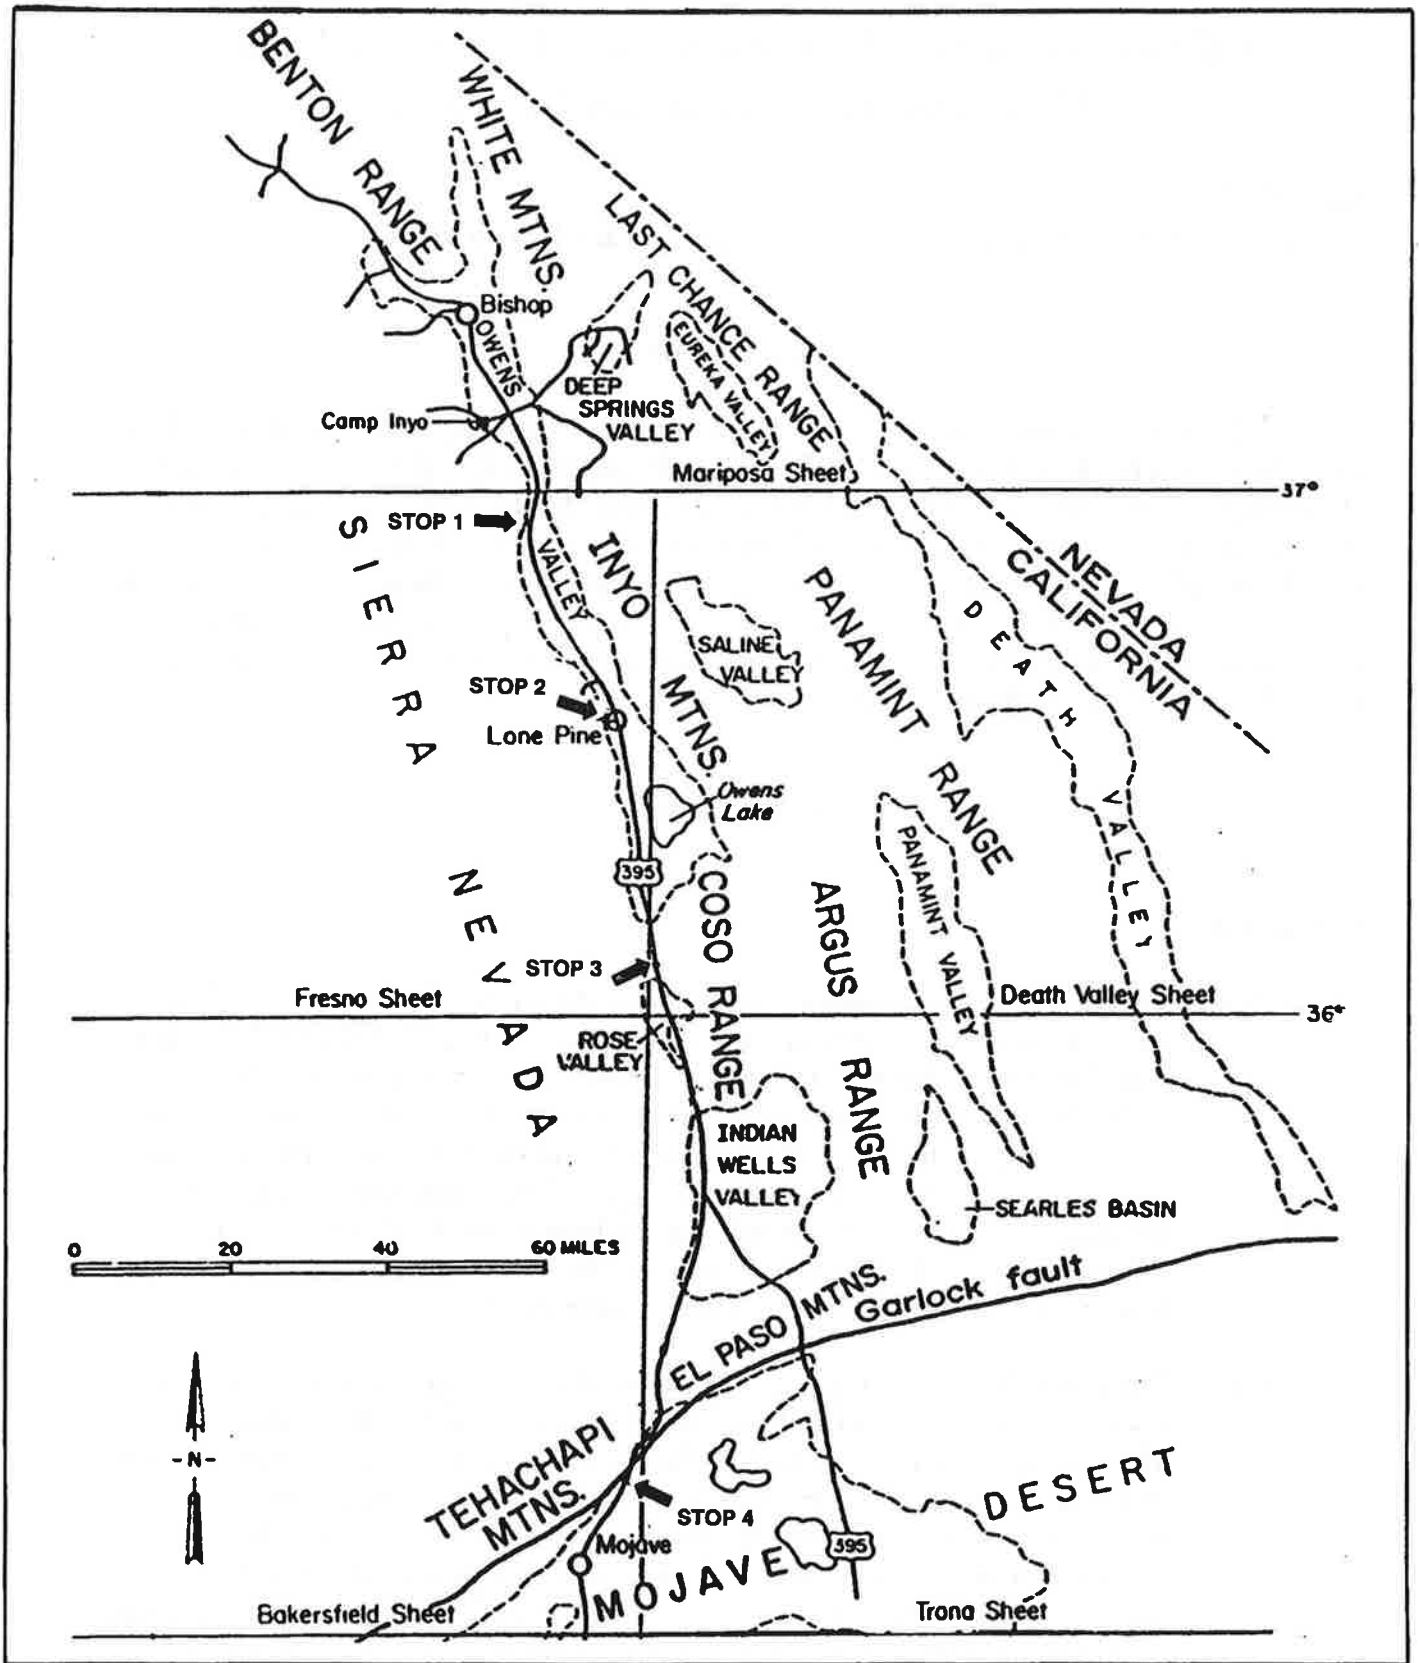 BENTON RANGE
WHITE MTNS.
LAST CHANCE RANGE
Bishop
OWENS
EUREKA VALLEY
DEEP
SPRINGS
VALLEY
Camp Inyo
Mariposa Sheet
37°
STOP 1
SIERRA
VALLEY
INYO
NEVADA
CALIFORNIA
PANAMINT
DEATH
SALINE
VALLEY
STOP 2
MTNS.
Lone Pine
RANGE
Owens
Lake
VALLEY
395
PANAMINT VALLEY
COSO RANGE
ARGUS
NEVADA
STOP 3
Fresno Sheet
Death Valley Sheet
36°
ROSE
VALLEY
RANGE
INDIAN
WELLS
VALLEY
SEARLES BASIN
0 20 40 60 MILES
EL PASO MTNS.
Garlock fault
-N-
TEHACHAPI
MTNS.
DESERT
STOP 4
Mojave
395
MOJAVE
Bakersfield Sheet
Trona Sheet